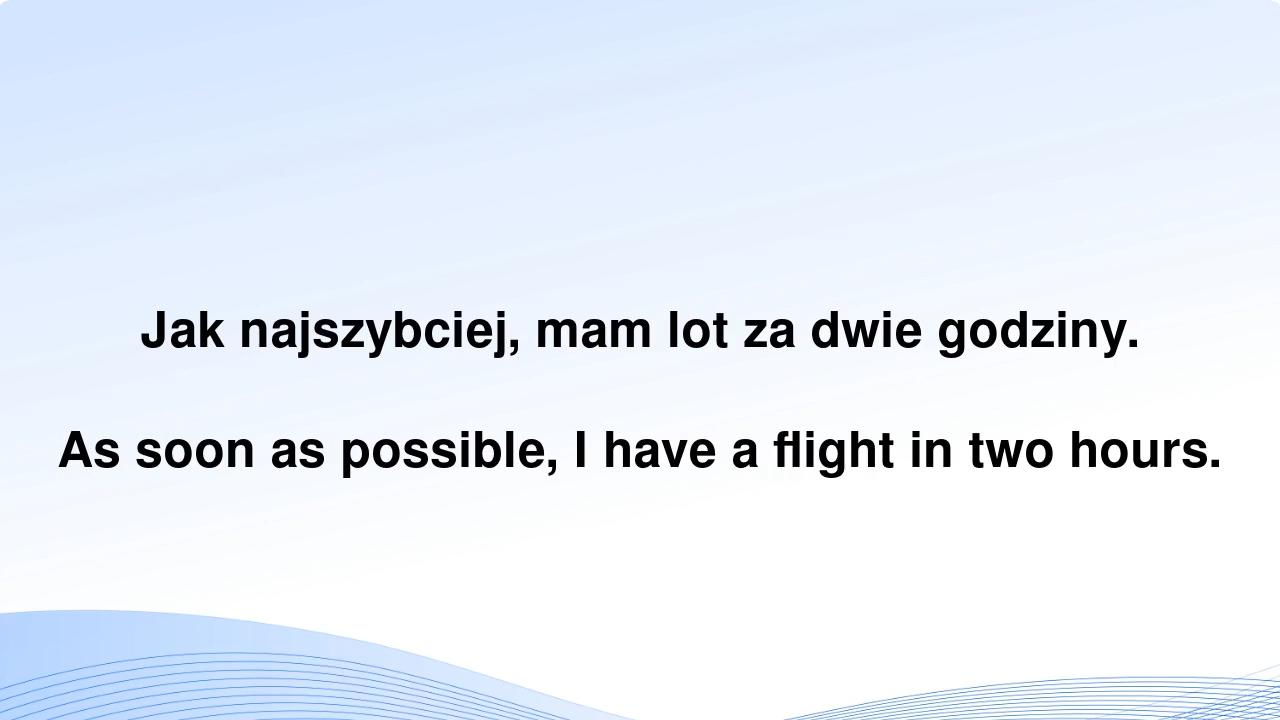 Jak najszybciej, mam lot za dwie godziny.
As soon as possible, I have a flight in two hours.